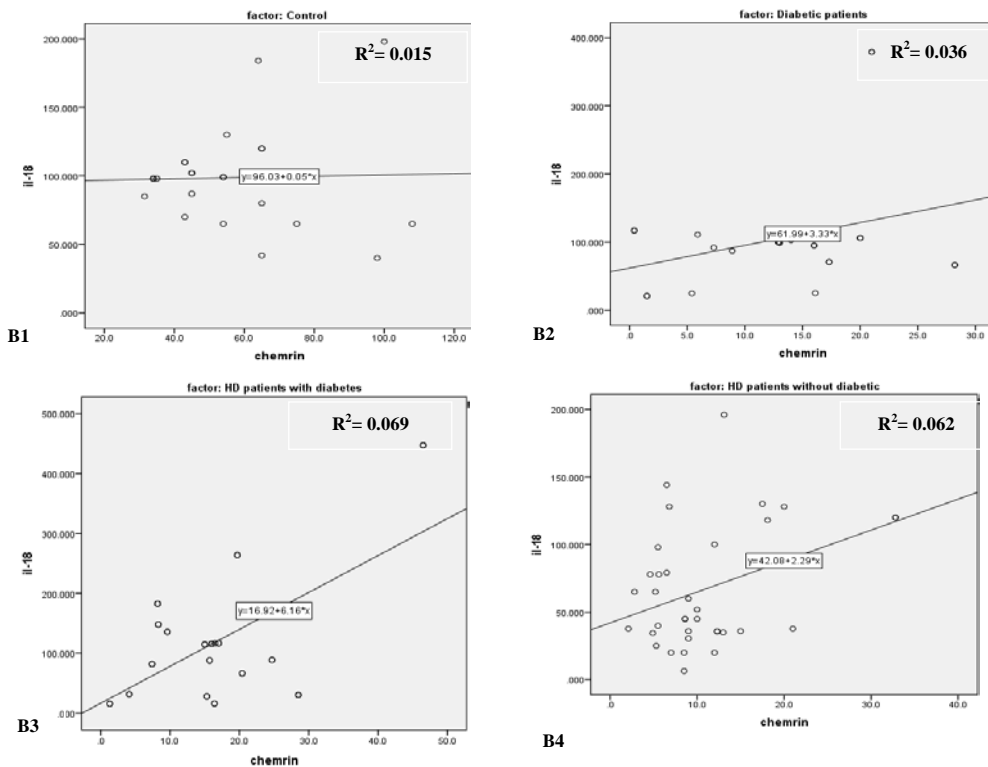 factor: Control
R²= 0.015
200.000
150.000
100.000
50.000
.000
il-18
y=96.03+0.05*x
20.0 40.0 60.0 80.0 100.0 120.0
chemrin
B1
factor: Diabetic patients
R²= 0.036
400.000
300.000
200.000
100.000
.000
il-18
y=61.99+3.33*x
.0 5.0 10.0 15.0 20.0 25.0 30.0
chemrin
B2
factor: HD patients with diabetes
R²= 0.069
500.000
400.000
300.000
200.000
100.000
.000
il-18
y=16.92+6.16*x
.0 10.0 20.0 30.0 40.0 50.0
chemrin
B3
factor: HD patients without diabetic
R²= 0.062
200.000
150.000
100.000
50.000
.000
il-18
y=42.08+2.29*x
.0 10.0 20.0 30.0 40.0
chemrin
B4